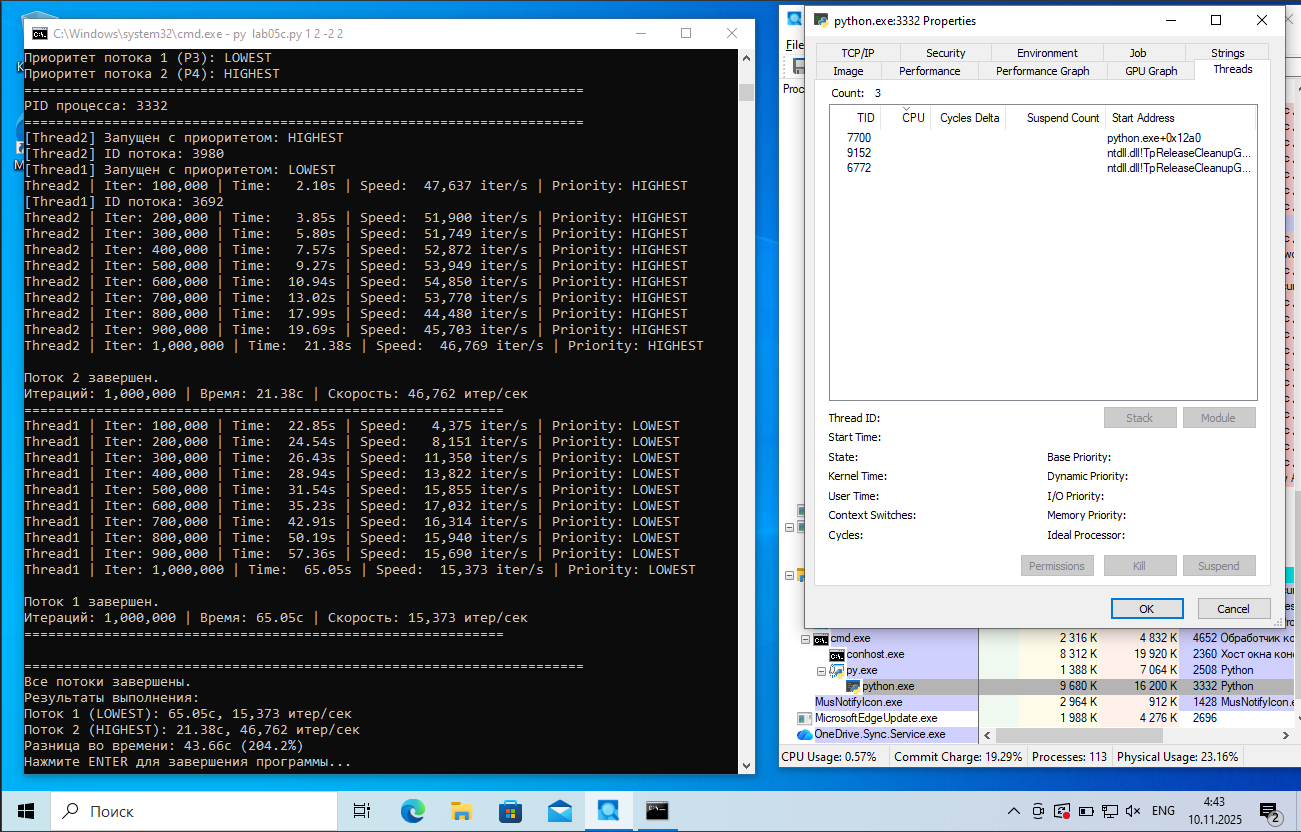 C:\Windows\system32\cmd.exe - py lab05c.py 1 2 -2 2
Приоритет потока 1 (P3): LOWEST
Приоритет потока 2 (P4): HIGHEST
======================================================================
PID процесса: 3332
======================================================================
[Thread2] Запущен с приоритетом: HIGHEST
[Thread2] ID потока: 3980
[Thread1] Запущен с приоритетом: LOWEST
Thread2 | Iter: 100,000 | Time:   2.10s | Speed:  47,637 iter/s | Priority: HIGHEST
[Thread1] ID потока: 3692
Thread2 | Iter: 200,000 | Time:   3.85s | Speed:  51,900 iter/s | Priority: HIGHEST
Thread2 | Iter: 300,000 | Time:   5.80s | Speed:  51,749 iter/s | Priority: HIGHEST
Thread2 | Iter: 400,000 | Time:   7.57s | Speed:  52,872 iter/s | Priority: HIGHEST
Thread2 | Iter: 500,000 | Time:   9.27s | Speed:  53,949 iter/s | Priority: HIGHEST
Thread2 | Iter: 600,000 | Time:  10.94s | Speed:  54,850 iter/s | Priority: HIGHEST
Thread2 | Iter: 700,000 | Time:  13.02s | Speed:  53,770 iter/s | Priority: HIGHEST
Thread2 | Iter: 800,000 | Time:  17.99s | Speed:  44,480 iter/s | Priority: HIGHEST
Thread2 | Iter: 900,000 | Time:  19.69s | Speed:  45,703 iter/s | Priority: HIGHEST
Thread2 | Iter: 1,000,000 | Time:  21.38s | Speed:  46,769 iter/s | Priority: HIGHEST
Поток 2 завершен.
Итераций: 1,000,000 | Время: 21.38с | Скорость: 46,762 итер/сек
============================================================
Thread1 | Iter: 100,000 | Time:  22.85s | Speed:   4,375 iter/s | Priority: LOWEST
Thread1 | Iter: 200,000 | Time:  24.54s | Speed:   8,151 iter/s | Priority: LOWEST
Thread1 | Iter: 300,000 | Time:  26.43s | Speed:  11,350 iter/s | Priority: LOWEST
Thread1 | Iter: 400,000 | Time:  28.94s | Speed:  13,822 iter/s | Priority: LOWEST
Thread1 | Iter: 500,000 | Time:  31.54s | Speed:  15,855 iter/s | Priority: LOWEST
Thread1 | Iter: 600,000 | Time:  35.23s | Speed:  17,032 iter/s | Priority: LOWEST
Thread1 | Iter: 700,000 | Time:  42.91s | Speed:  16,314 iter/s | Priority: LOWEST
Thread1 | Iter: 800,000 | Time:  50.19s | Speed:  15,940 iter/s | Priority: LOWEST
Thread1 | Iter: 900,000 | Time:  57.36s | Speed:  15,690 iter/s | Priority: LOWEST
Thread1 | Iter: 1,000,000 | Time:  65.05s | Speed:  15,373 iter/s | Priority: LOWEST
Поток 1 завершен.
Итераций: 1,000,000 | Время: 65.05с | Скорость: 15,373 итер/сек
============================================================
======================================================================
Все потоки завершены.
Результаты выполнения:
Поток 1 (LOWEST): 65.05с, 15,373 итер/сек
Поток 2 (HIGHEST): 21.38с, 46,762 итер/сек
Разница во времени: 43.66с (204.2%)
Нажмите ENTER для завершения программы...
File
Proc
python.exe:3332 Properties
TCP/IP Security Environment Job Strings
Image Performance Performance Graph GPU Graph Threads
Count: 3
TID CPU Cycles Delta Suspend Count Start Address
7700 python.exe+0x12a0
9152 ntdll.dll!TpReleaseCleanupG...
6772 ntdll.dll!TpReleaseCleanupG...
Thread ID: Stack Module
Start Time:
State: Base Priority:
Kernel Time: Dynamic Priority:
User Time: I/O Priority:
Context Switches: Memory Priority:
Cycles: Ideal Processor:
Permissions Kill Suspend
OK Cancel
cmd.exe 2 316 K 4 832 K 4652 Обработчик ко
conhost.exe 8 312 K 19 920 K 2360 Хост окна конс
py.exe 1 388 K 7 064 K 2508 Python
python.exe 9 680 K 16 200 K 3332 Python
MusNotifyIcon.exe 2 964 K 912 K 1428 MusNotifyIcon.e
MicrosoftEdgeUpdate.exe 1 988 K 4 276 K 2696
OneDrive.Sync.Service.exe
CPU Usage: 0.57% Commit Charge: 19.29% Processes: 113 Physical Usage: 23.16%
Поиск
ENG
4:43
10.11.2025
2